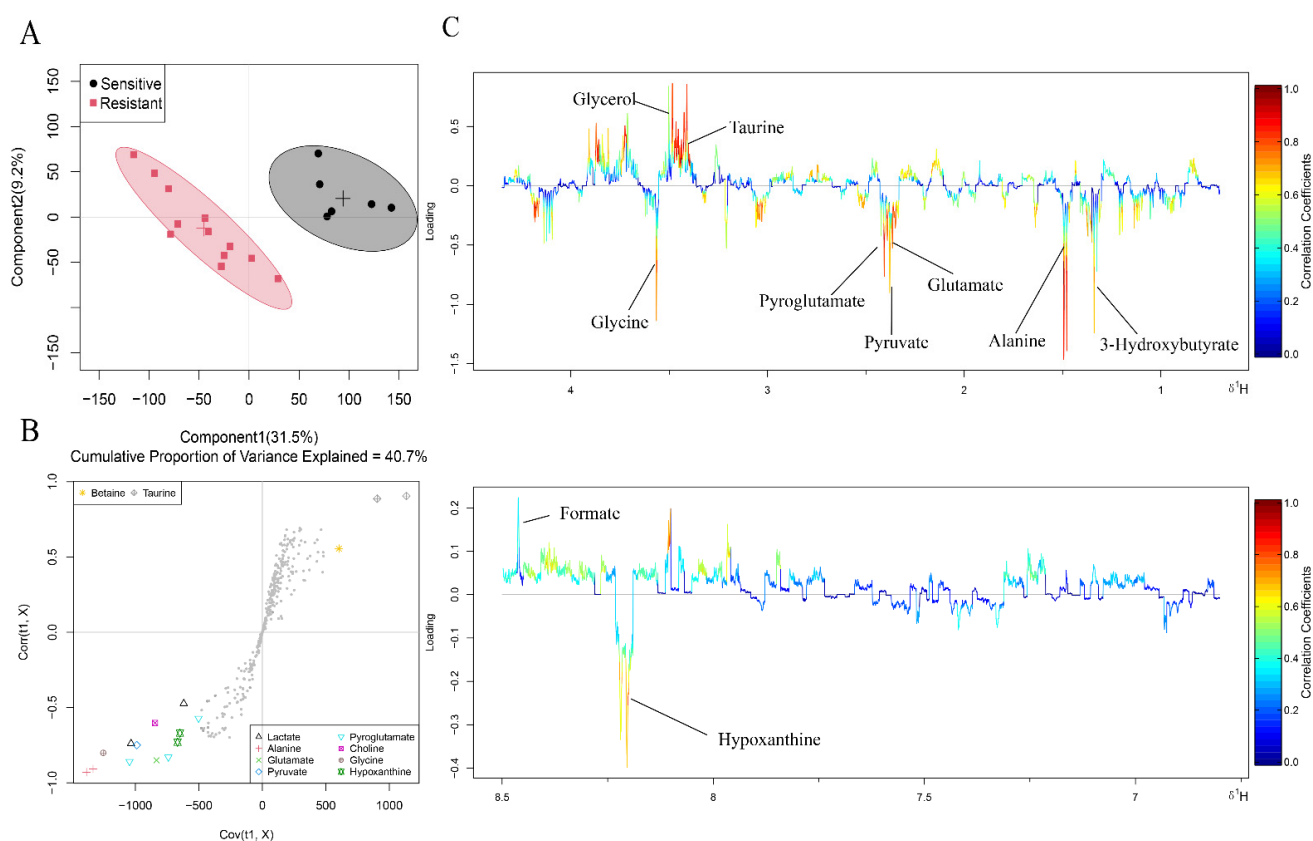 A
Sensitive
Resistant
Component2(9.2%)
150
100
50
0
−50
−150
−150
−100
−50
0
50
100
150
Component1(31.5%)
Cumulative Proportion of Variance Explained = 40.7%
B
Betaine
Taurine
Corr(t1, X)
1.0
0.5
0.0
−0.5
−1.0
Lactate
Alanine
Glutamate
Pyruvate
Pyroglutamate
Choline
Glycine
Hypoxanthine
−1000
−500
0
500
1000
Cov(t1, X)
C
Loading
0.5
0.0
−0.5
−1.0
−1.5
Glycerol
Taurine
Glycine
Pyroglutamate
Pyruvate
Glutamate
Alanine
3-Hydroxybutyrate
4
3
2
1
δ¹H
1.0
0.8
0.6
0.4
0.2
0.0
Correlation Coefficients
Loading
0.2
0.1
0.0
−0.1
−0.2
−0.3
−0.4
Formate
Hypoxanthine
8.5
8
7.5
7
δ¹H
1.0
0.8
0.6
0.4
0.2
0.0
Correlation Coefficients